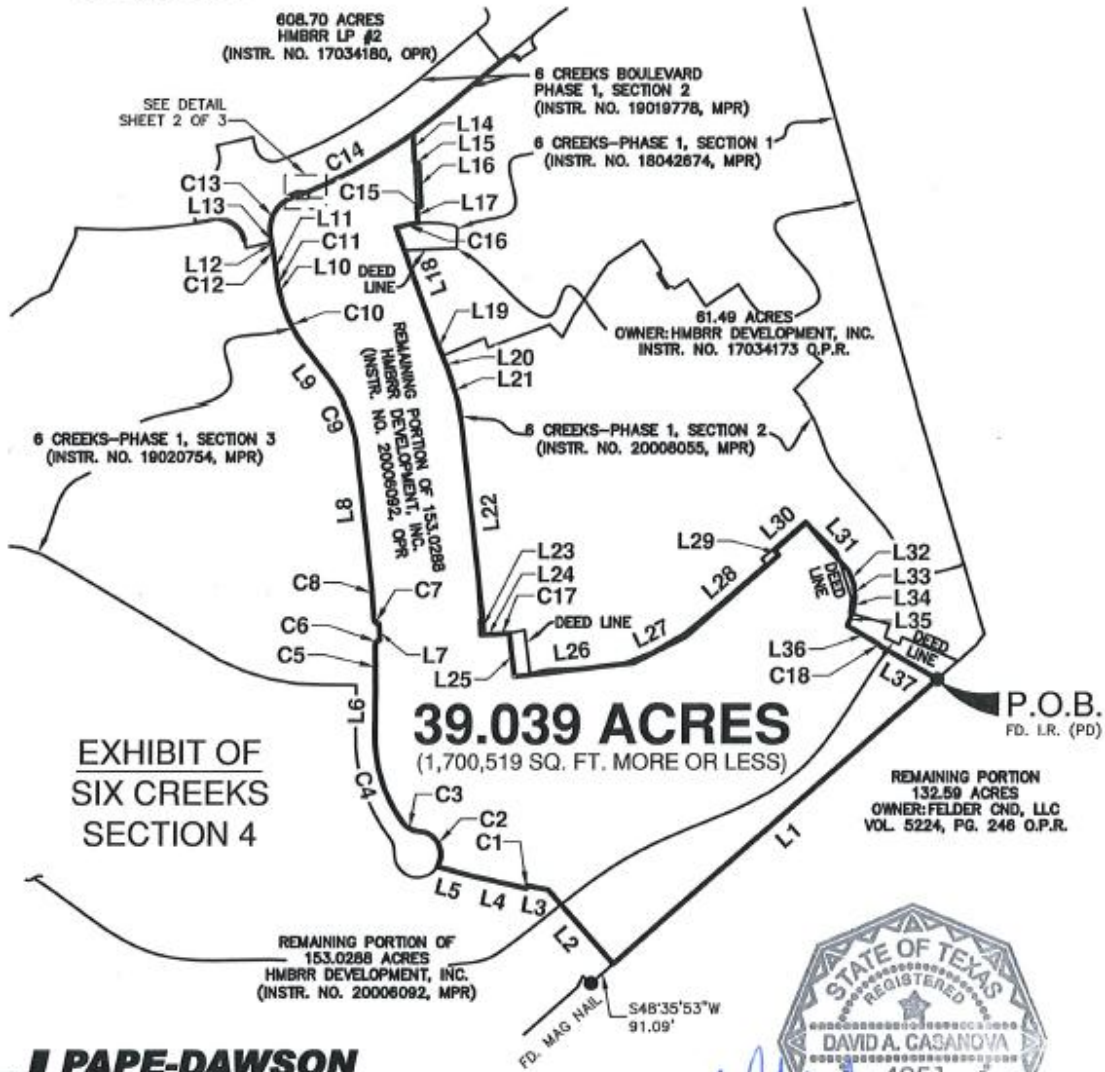 608.70 ACRES
HMBRR LP #2
(INSTR. NO. 17034180, OPR)
6 CREEKS BOULEVARD
PHASE 1, SECTION 2
(INSTR. NO. 19019778, MPR)
SEE DETAIL
SHEET 2 OF 3
6 CREEKS-PHASE 1, SECTION 1
(INSTR. NO. 18042674, MPR)
L14
L15
L16
C14
C13
C15
L17
L13
L11
C16
C11
L12
L10
C12
DEED
LINE
L18
C10
L19
61.49 ACRES
OWNER:HMBRR DEVELOPMENT, INC.
INSTR. NO. 17034173 O.P.R.
L20
L21
REMAINING PORTION OF 153.0288
HMBRR DEVELOPMENT, INC.
(INSTR. NO. 20006092, OPR
L9
C9
6 CREEKS-PHASE 1, SECTION 3
(INSTR. NO. 19020754, MPR)
6 CREEKS-PHASE 1, SECTION 2
(INSTR. NO. 20008055, MPR)
L8
L22
L30
L29
L31
L32
L23
L28
DEED
LINE
L33
L24
L34
C8
C7
C17
L35
DEED LINE
C6
L27
L36
DEED
LINE
L7
L26
C5
L25
C18
L37
L6
39.039 ACRES
(1,700,519 SQ. FT. MORE OR LESS)
P.O.B.
FD. I.R. (PD)
EXHIBIT OF
SIX CREEKS
SECTION 4
C4
REMAINING PORTION
132.59 ACRES
OWNER:FELDER CND, LLC
VOL. 5224, PG. 246 O.P.R.
C3
C2
C1
L1
L5
L4
L3
L2
REMAINING PORTION OF
153.0288 ACRES
HMBRR DEVELOPMENT, INC.
(INSTR. NO. 20006092, MPR)
S48°35'53"W
91.09'
FD. MAG NAIL
STATE OF TEXAS
REGISTERED
DAVID A. CASANOVA
PAPE-DAWSON